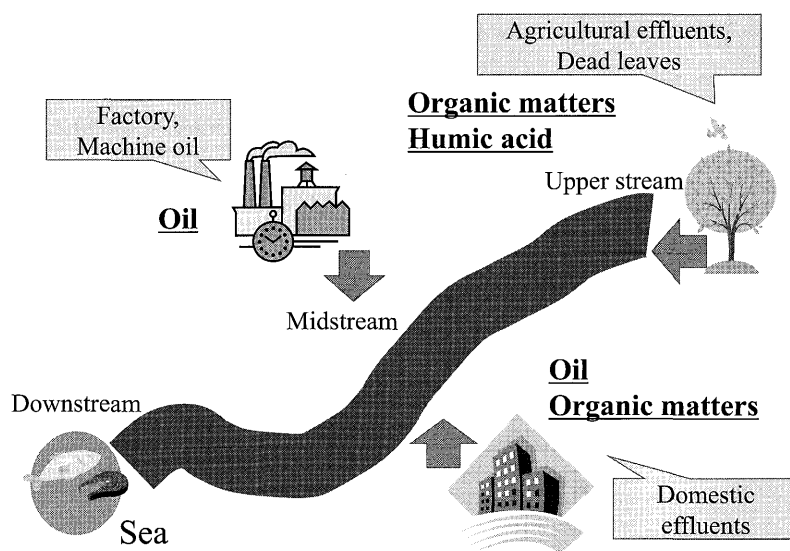 Agricultural effluents,
Dead leaves
Organic matters
Humic acid
Factory,
Machine oil
Upper stream
Oil
Midstream
Oil
Organic matters
Downstream
Domestic
effluents
Sea